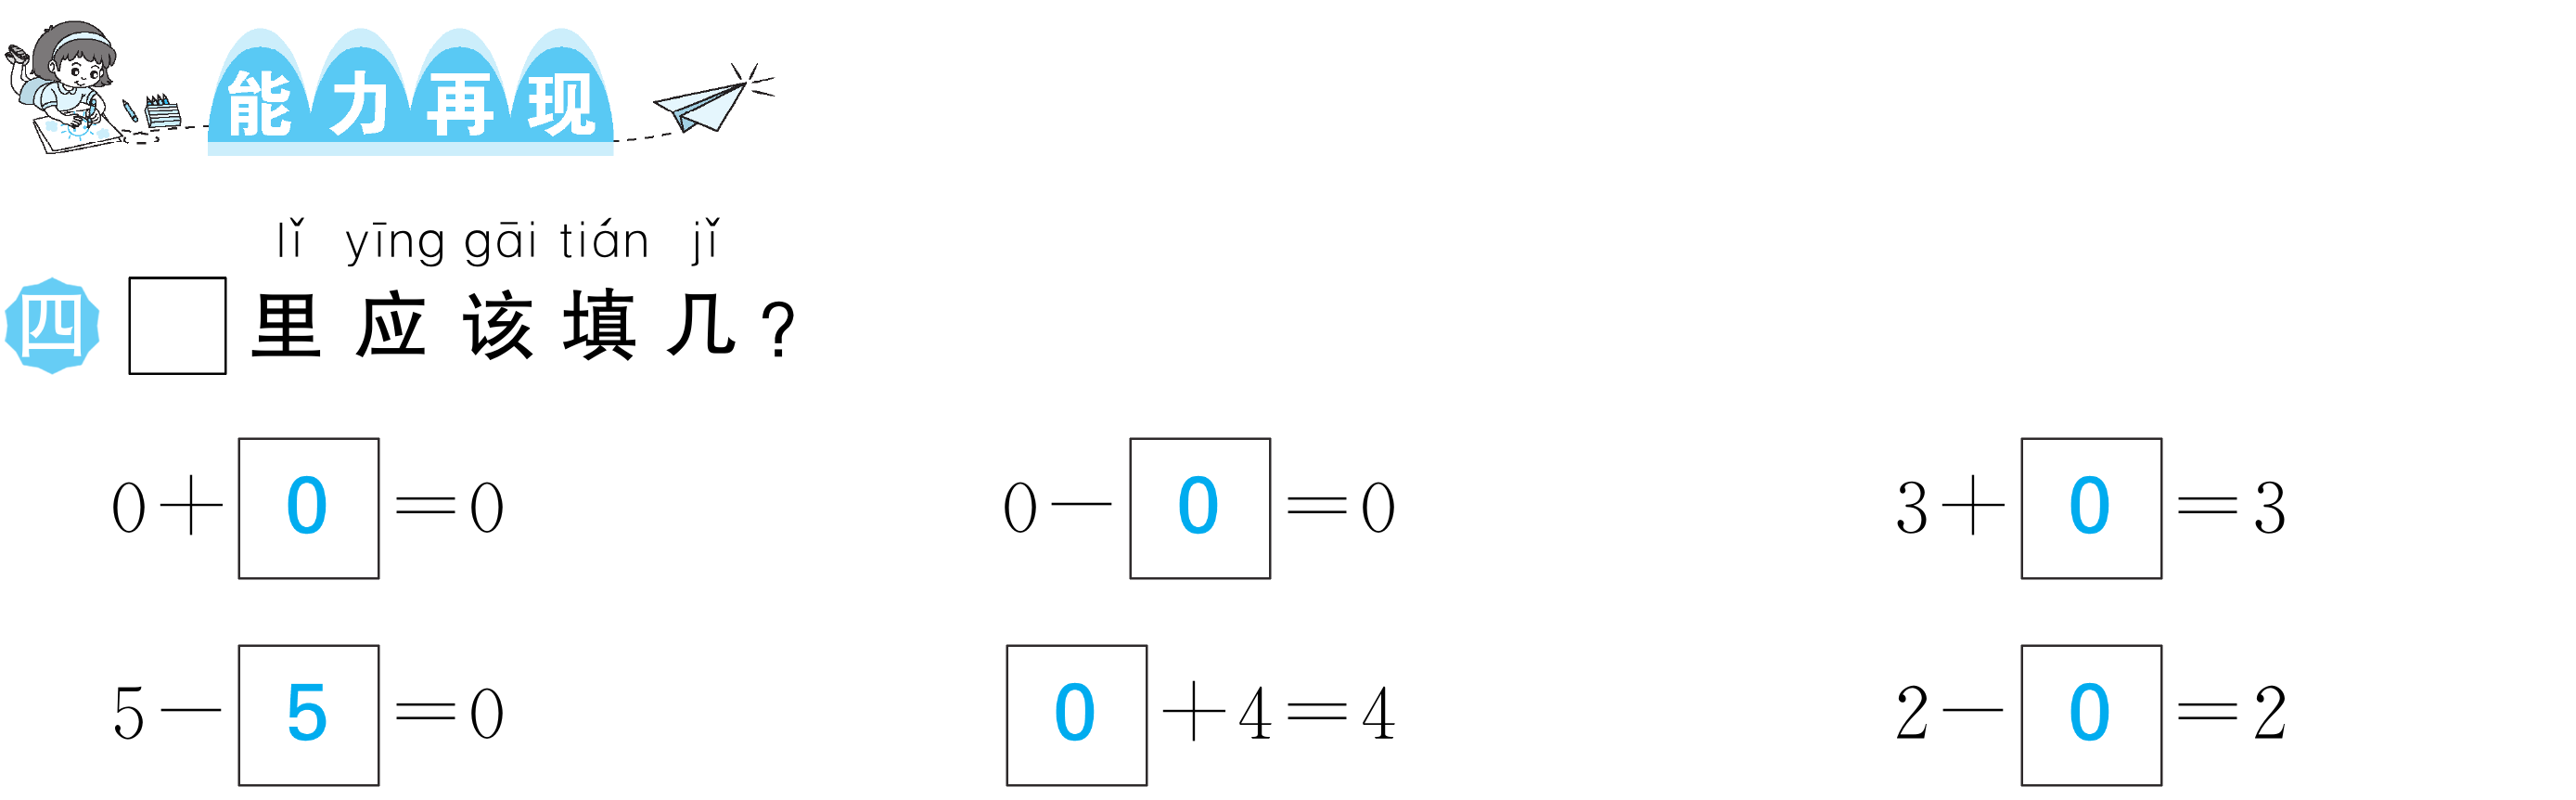 能力再现
lǐ yīng gāi tián jǐ
四 □ 里应该填几?
0+0=0 0-0=0 3+0=3
5-5=0 0+4=4 2-0=2